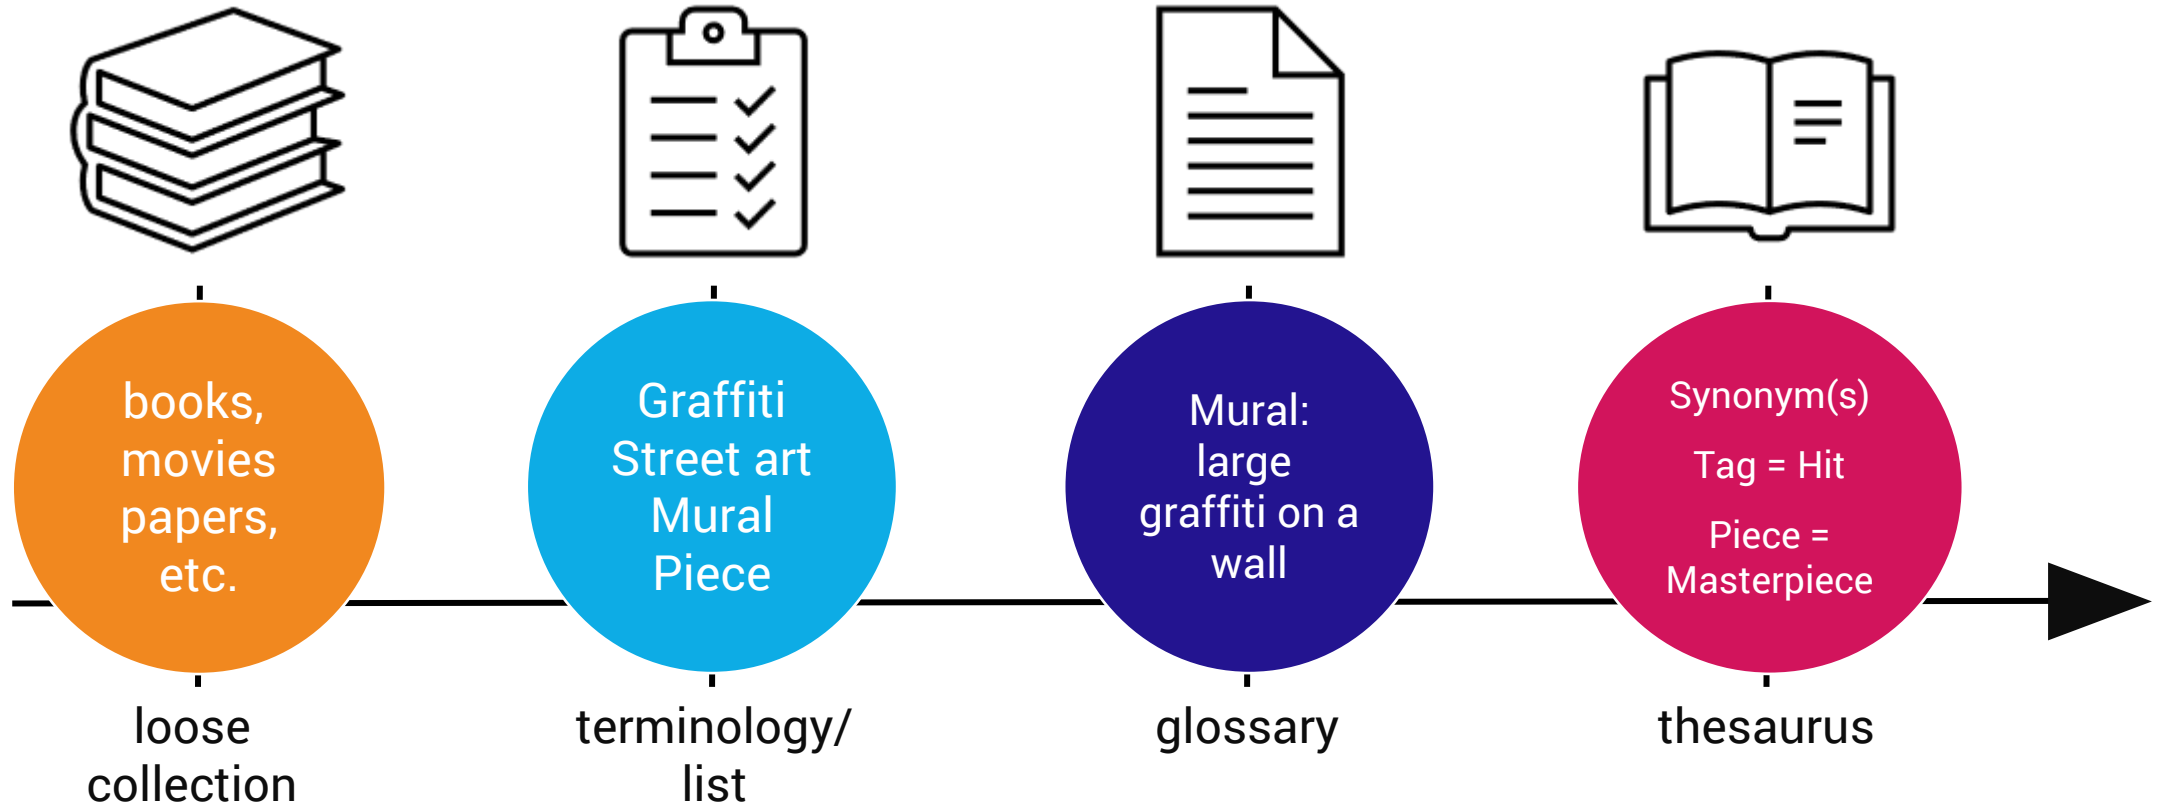 books,
movies
papers,
etc.
Graffiti
Street art
Mural
Piece
Mural:
large
graffiti on a
wall
Synonym(s)
Tag = Hit
Piece =
Masterpiece
loose
collection
terminology/
list
glossary
thesaurus